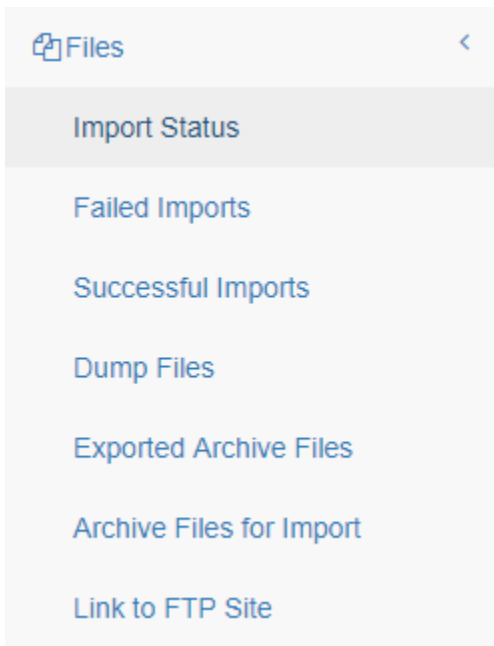 Files
Import Status
Failed Imports
Successful Imports
Dump Files
Exported Archive Files
Archive Files for Import
Link to FTP Site